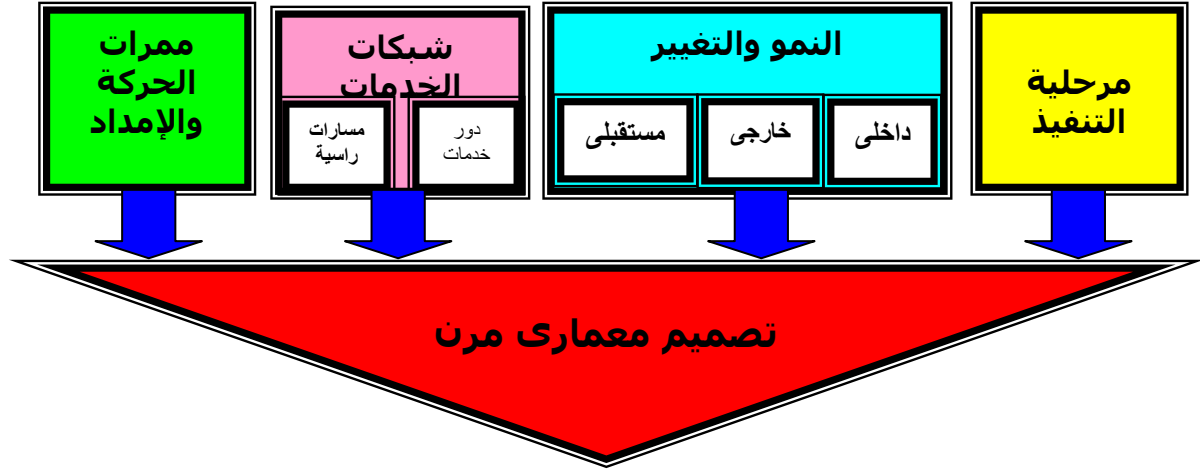 مرحلية
التنفيذ
النمو والتغيير
داخلى
خارجى
مستقبلى
شبكات
الخدمات
دور
خدمات
مسارات
راسية
ممرات
الحركة
والإمداد
تصميم معمارى مرن